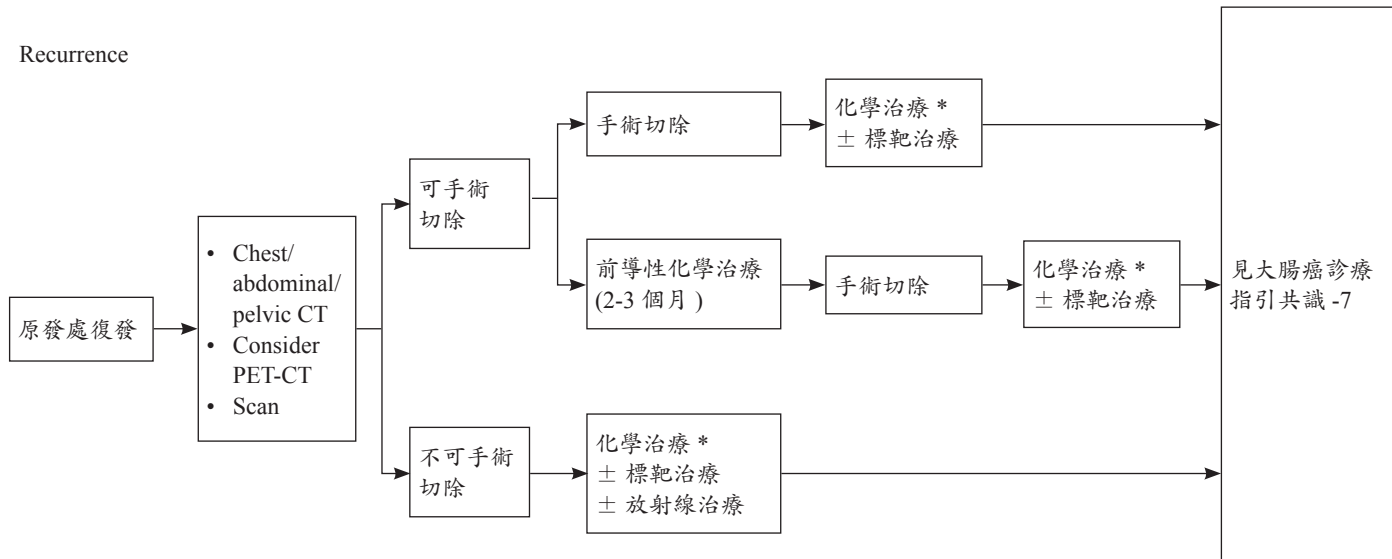 Recurrence
原發處復發
• Chest/
abdominal/
pelvic CT
• Consider
PET-CT
• Scan
可手術
切除
手術切除
化學治療 *
± 標靶治療
前導性化學治療
(2-3 個月 )
手術切除
化學治療 *
± 標靶治療
不可手術
切除
化學治療 *
± 標靶治療
± 放射線治療
見大腸癌診療
指引共識 -7